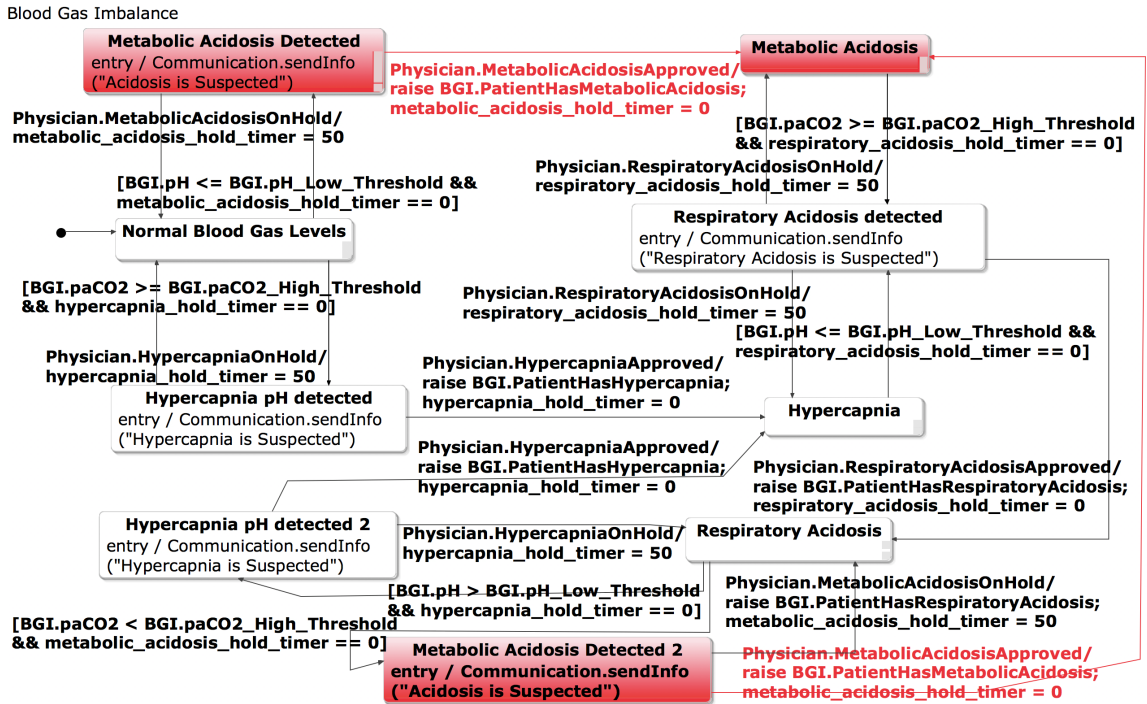 Blood Gas Imbalance
Metabolic Acidosis Detected
entry / Communication.sendInfo
("Acidosis is Suspected")
Metabolic Acidosis
Physician.MetabolicAcidosisApproved/
raise BGI.PatientHasMetabolicAcidosis;
metabolic_acidosis_hold_timer = 0
Physician.MetabolicAcidosisOnHold/
metabolic_acidosis_hold_timer = 50
[BGI.paCO2 >= BGI.paCO2_High_Threshold
&& respiratory_acidosis_hold_timer == 0]
Physician.RespiratoryAcidosisOnHold/
respiratory_acidosis_hold_timer = 50
[BGI.pH <= BGI.pH_Low_Threshold &&
metabolic_acidosis_hold_timer == 0]
Normal Blood Gas Levels
Respiratory Acidosis detected
entry / Communication.sendInfo
("Respiratory Acidosis is Suspected")
[BGI.paCO2 >= BGI.paCO2_High_Threshold
&& hypercapnia_hold_timer == 0]
Physician.RespiratoryAcidosisOnHold/
respiratory_acidosis_hold_timer = 50
[BGI.pH <= BGI.pH_Low_Threshold &&
respiratory_acidosis_hold_timer == 0]
Physician.HypercapniaOnHold/
hypercapnia_hold_timer = 50
Physician.HypercapniaApproved/
raise BGI.PatientHasHypercapnia;
hypercapnia_hold_timer = 0
Hypercapnia pH detected
entry / Communication.sendInfo
("Hypercapnia is Suspected")
Hypercapnia
Physician.HypercapniaApproved/
raise BGI.PatientHasHypercapnia;
hypercapnia_hold_timer = 0
Physician.RespiratoryAcidosisApproved/
raise BGI.PatientHasRespiratoryAcidosis;
respiratory_acidosis_hold_timer = 0
Hypercapnia pH detected 2
entry / Communication.sendInfo
("Hypercapnia is Suspected")
Physician.HypercapniaOnHold/
hypercapnia_hold_timer = 50
Respiratory Acidosis
[BGI.pH > BGI.pH_Low_Threshold
&& hypercapnia_hold_timer == 0]
Physician.MetabolicAcidosisOnHold/
raise BGI.PatientHasRespiratoryAcidosis;
metabolic_acidosis_hold_timer = 50
[BGI.paCO2 < BGI.paCO2_High_Threshold
&& metabolic_acidosis_hold_timer == 0]
Metabolic Acidosis Detected 2
entry / Communication.sendInfo
("Acidosis is Suspected")
Physician.MetabolicAcidosisApproved/
raise BGI.PatientHasMetabolicAcidosis;
metabolic_acidosis_hold_timer = 0